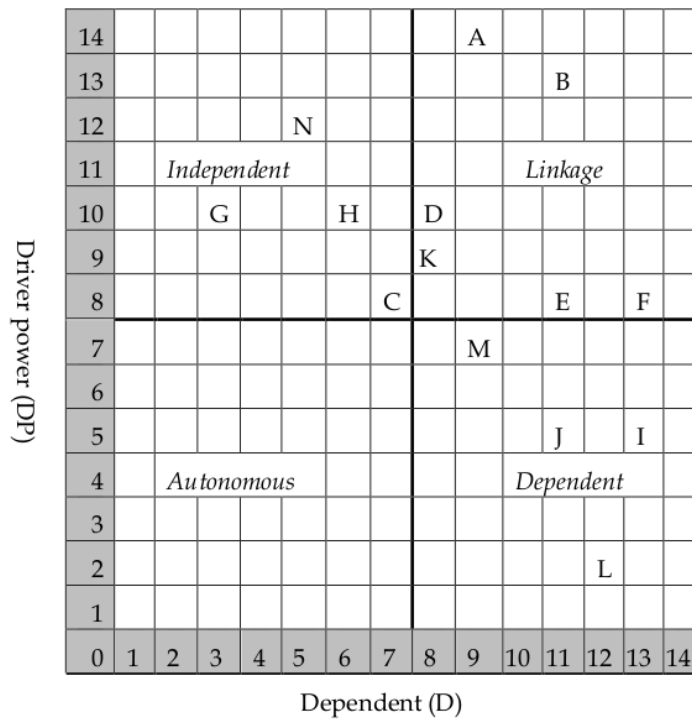 14 A
13 B
12 N
11 Independent Linkage
10 G H D
9 K
8 C E F
7 M
6
5 J I
4 Autonomous Dependent
3
2 L
1
0 1 2 3 4 5 6 7 8 9 10 11 12 13 14
Driver power (DP)
Dependent (D)